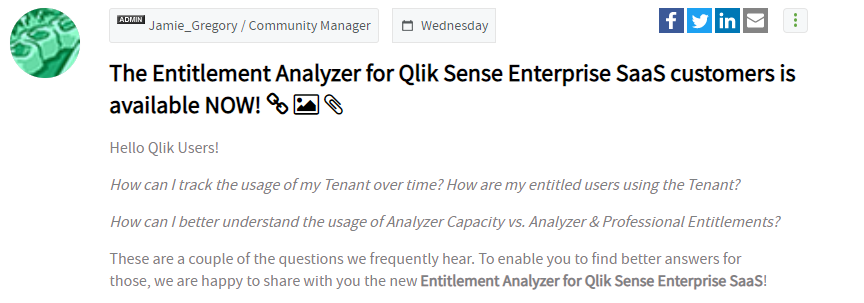 ADMIN Jamie_Gregory / Community Manager Wednesday
The Entitlement Analyzer for Qlik Sense Enterprise SaaS customers is
available NOW!
Hello Qlik Users!
How can I track the usage of my Tenant over time? How are my entitled users using the Tenant?
How can I better understand the usage of Analyzer Capacity vs. Analyzer & Professional Entitlements?
These are a couple of the questions we frequently hear. To enable you to find better answers for
those, we are happy to share with you the new Entitlement Analyzer for Qlik Sense Enterprise SaaS!